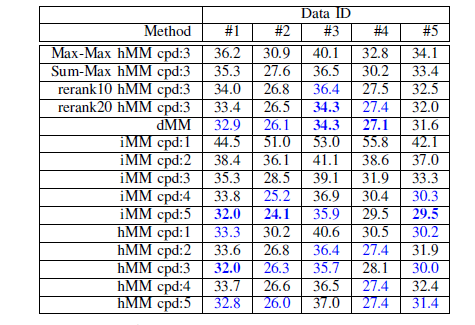 Data ID
Method #1 #2 #3 #4 #5
Max-Max hMM cpd:3 36.2 30.9 40.1 32.8 34.1
Sum-Max hMM cpd:3 35.3 27.6 36.5 30.2 33.4
rerank10 hMM cpd:3 34.0 26.8 36.4 27.5 32.5
rerank20 hMM cpd:3 33.4 26.5 34.3 27.4 32.0
dMM 32.9 26.1 34.3 27.1 31.6
iMM cpd:1 44.5 51.0 53.0 55.8 42.1
iMM cpd:2 38.4 36.1 41.1 38.6 37.0
iMM cpd:3 35.3 28.5 39.1 31.9 33.3
iMM cpd:4 33.8 25.2 36.9 30.4 30.3
iMM cpd:5 32.0 24.1 35.9 29.5 29.5
hMM cpd:1 33.3 30.2 40.6 30.5 30.2
hMM cpd:2 33.6 26.8 36.4 27.4 31.9
hMM cpd:3 32.0 26.3 35.7 28.1 30.0
hMM cpd:4 33.7 26.6 36.5 27.4 32.4
hMM cpd:5 32.8 26.0 37.0 27.4 31.4